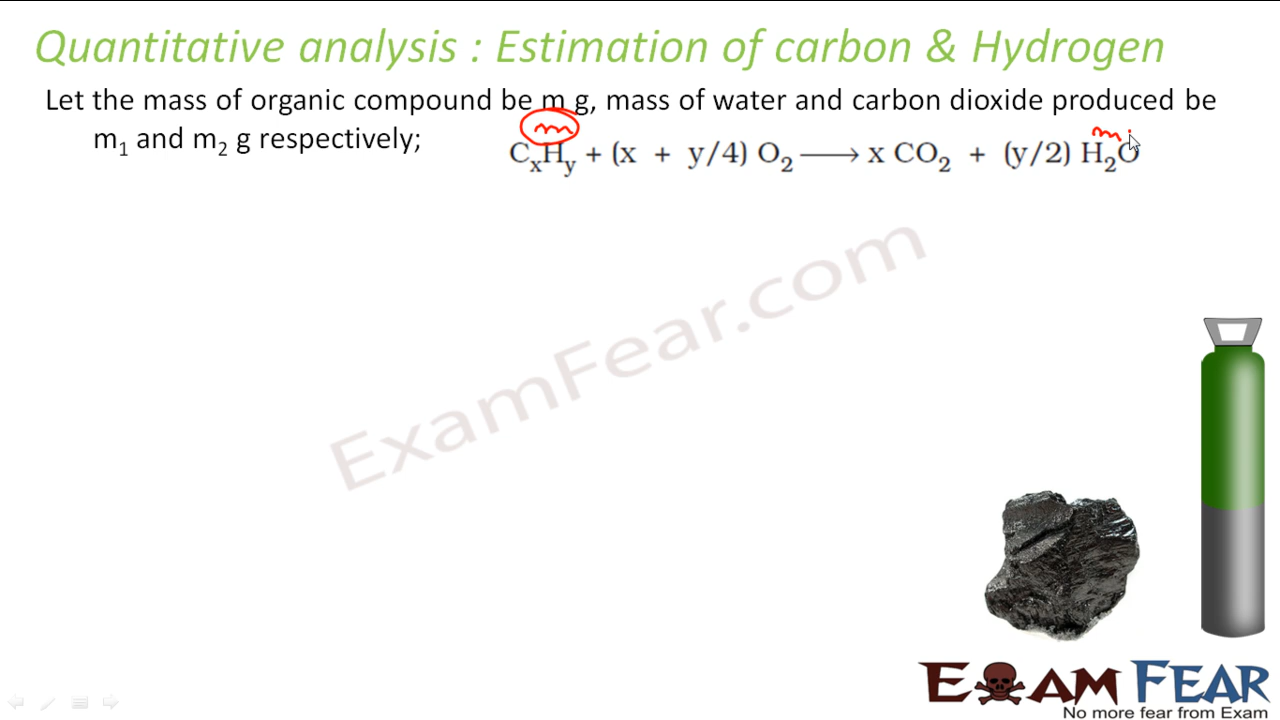 Quantitative analysis : Estimation of carbon & Hydrogen
Let the mass of organic compound be m g, mass of water and carbon dioxide produced be
m₁ and m₂ g respectively;
m
m
CₓHᵧ + (x + y/4) O₂ ⟶ x CO₂ + (y/2) H₂O
ExamFear.com
EXAM FEAR
No more fear from Exam